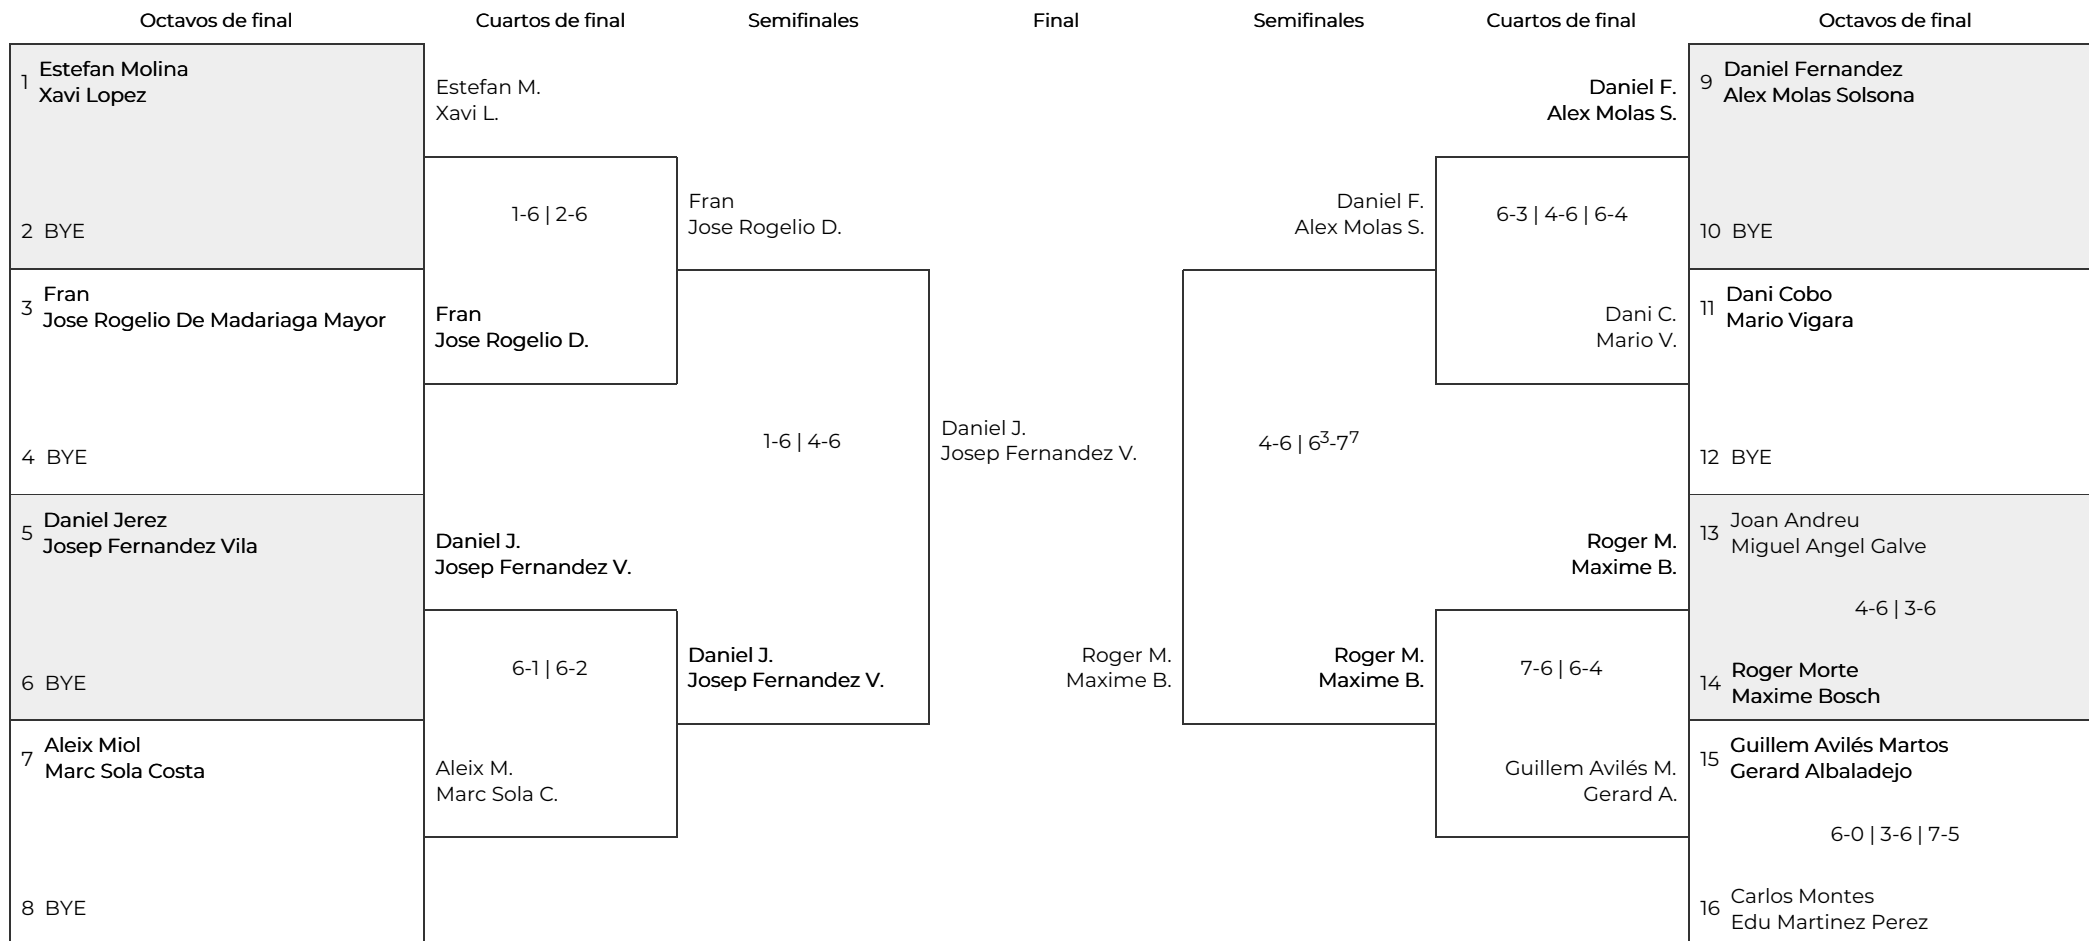 Octavos de final
Cuartos de final
Semifinales
Final
Semifinales
Cuartos de final
Octavos de final
1
Estefan Molina
Xavi Lopez
2 BYE
3
Fran
Jose Rogelio De Madariaga Mayor
4 BYE
5
Daniel Jerez
Josep Fernandez Vila
6 BYE
7
Aleix Miol
Marc Sola Costa
8 BYE
Estefan M.
Xavi L.
1-6 | 2-6
Fran
Jose Rogelio D.
Daniel J.
Josep Fernandez V.
6-1 | 6-2
Aleix M.
Marc Sola C.
Fran
Jose Rogelio D.
1-6 | 4-6
Daniel J.
Josep Fernandez V.
Daniel J.
Josep Fernandez V.
Roger M.
Maxime B.
Daniel F.
Alex Molas S.
4-6 | 6³-7⁷
Roger M.
Maxime B.
Daniel F.
Alex Molas S.
6-3 | 4-6 | 6-4
Dani C.
Mario V.
Roger M.
Maxime B.
7-6 | 6-4
Guillem Avilés M.
Gerard A.
9
Daniel Fernandez
Alex Molas Solsona
10 BYE
11
Dani Cobo
Mario Vigara
12 BYE
13
Joan Andreu
Miguel Angel Galve
4-6 | 3-6
14
Roger Morte
Maxime Bosch
15
Guillem Avilés Martos
Gerard Albaladejo
6-0 | 3-6 | 7-5
16
Carlos Montes
Edu Martinez Perez